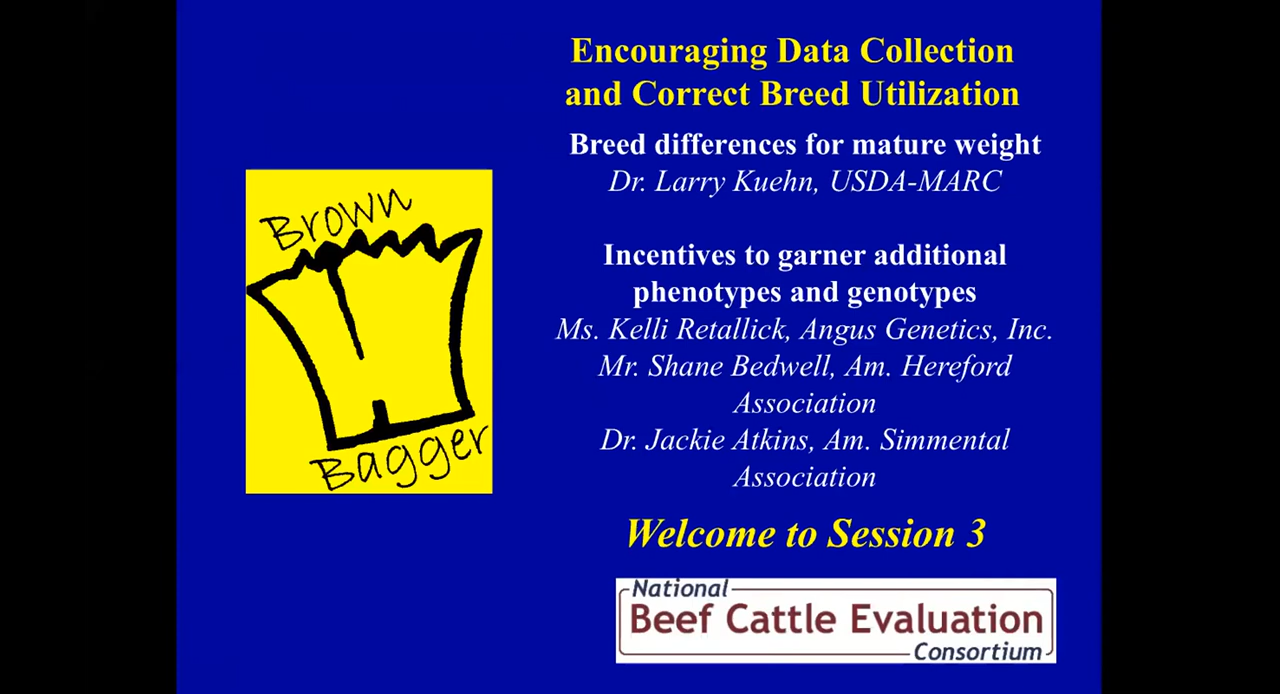 Encouraging Data Collection
and Correct Breed Utilization
Breed differences for mature weight
Dr. Larry Kuehn, USDA-MARC
Incentives to garner additional
phenotypes and genotypes
Ms. Kelli Retallick, Angus Genetics, Inc.
Mr. Shane Bedwell, Am. Hereford
Association
Dr. Jackie Atkins, Am. Simmental
Association
Welcome to Session 3
Brown
Bagger
National
Beef Cattle Evaluation
Consortium